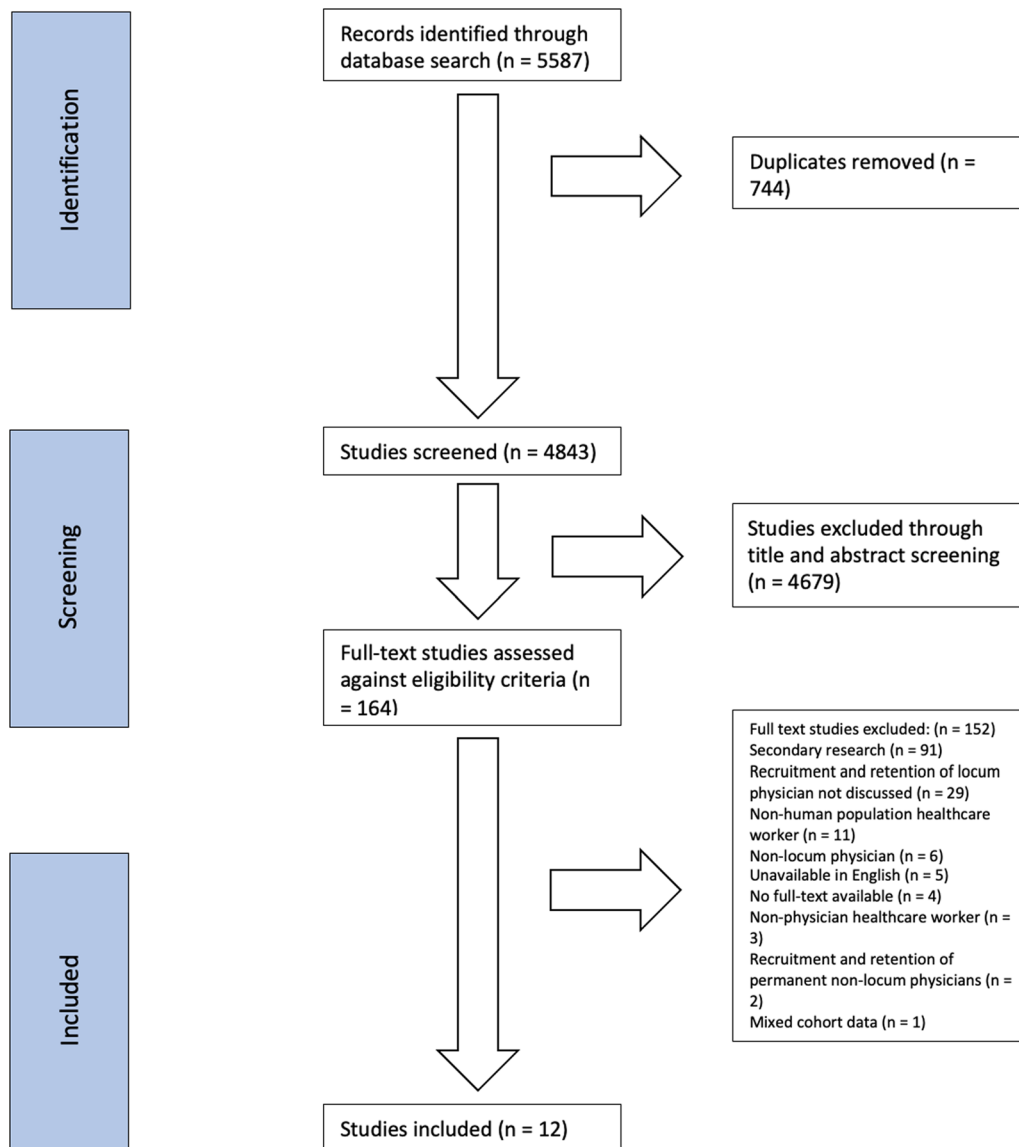 Identification
Records identified through
database search (n = 5587)
Duplicates removed (n =
744)
Screening
Studies screened (n = 4843)
Studies excluded through
title and abstract screening
(n = 4679)
Full-text studies assessed
against eligibility criteria (n
= 164)
Full text studies excluded: (n = 152)
Secondary research (n = 91)
Recruitment and retention of locum
physician not discussed (n = 29)
Non-human population healthcare
worker (n = 11)
Non-locum physician (n = 6)
Unavailable in English (n = 5)
No full-text available (n = 4)
Non-physician healthcare worker (n =
3)
Recruitment and retention of
permanent non-locum physicians (n =
2)
Mixed cohort data (n = 1)
Included
Studies included (n = 12)